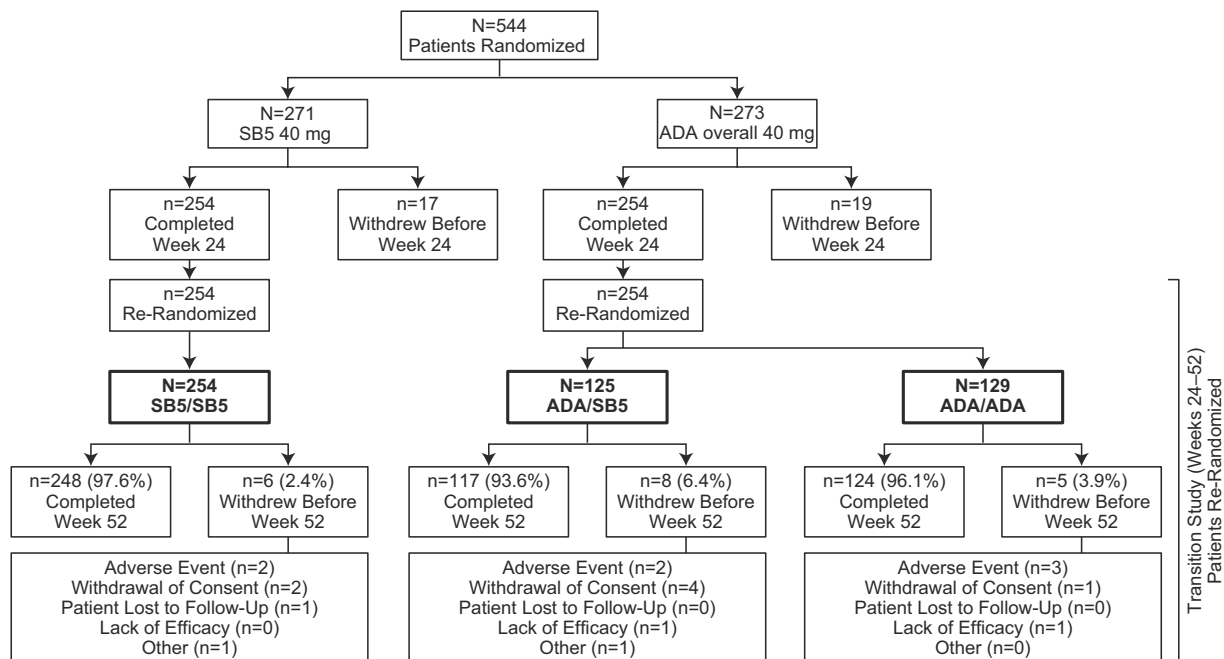 N=544
Patients Randomized
N=271
SB5 40 mg
N=273
ADA overall 40 mg
n=254
Completed
Week 24
n=17
Withdrew Before
Week 24
n=254
Completed
Week 24
n=19
Withdrew Before
Week 24
n=254
Re-Randomized
n=254
Re-Randomized
N=254
SB5/SB5
N=125
ADA/SB5
N=129
ADA/ADA
n=248 (97.6%)
Completed
Week 52
n=6 (2.4%)
Withdrew Before
Week 52
n=117 (93.6%)
Completed
Week 52
n=8 (6.4%)
Withdrew Before
Week 52
n=124 (96.1%)
Completed
Week 52
n=5 (3.9%)
Withdrew Before
Week 52
Adverse Event (n=2)
Withdrawal of Consent (n=2)
Patient Lost to Follow-Up (n=1)
Lack of Efficacy (n=0)
Other (n=1)
Adverse Event (n=2)
Withdrawal of Consent (n=4)
Patient Lost to Follow-Up (n=0)
Lack of Efficacy (n=1)
Other (n=1)
Adverse Event (n=3)
Withdrawal of Consent (n=1)
Patient Lost to Follow-Up (n=0)
Lack of Efficacy (n=1)
Other (n=0)
Transition Study (Weeks 24–52)
Patients Re-Randomized